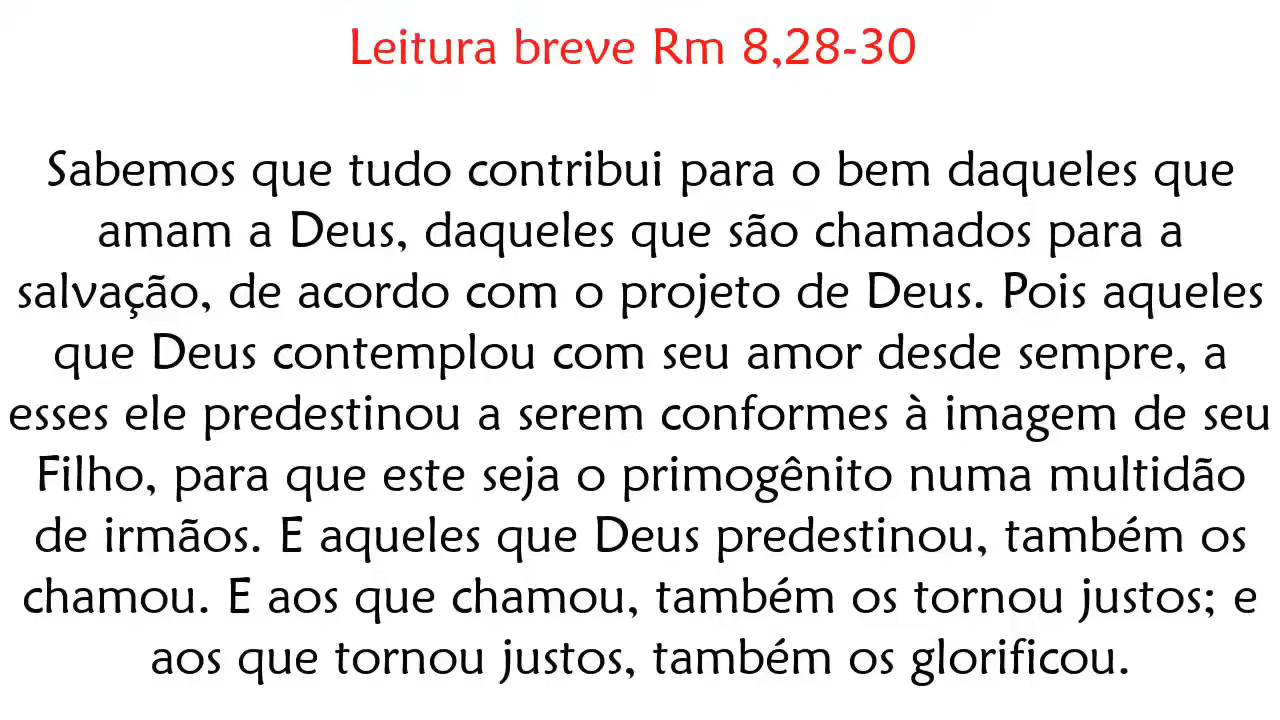 Leitura breve Rm 8,28-30
Sabemos que tudo contribui para o bem daqueles que
amam a Deus, daqueles que são chamados para a
salvação, de acordo com o projeto de Deus. Pois aqueles
que Deus contemplou com seu amor desde sempre, a
esses ele predestinou a serem conformes à imagem de seu
Filho, para que este seja o primogênito numa multidão
de irmãos. E aqueles que Deus predestinou, também os
chamou. E aos que chamou, também os tornou justos; e
aos que tornou justos, também os glorificou.